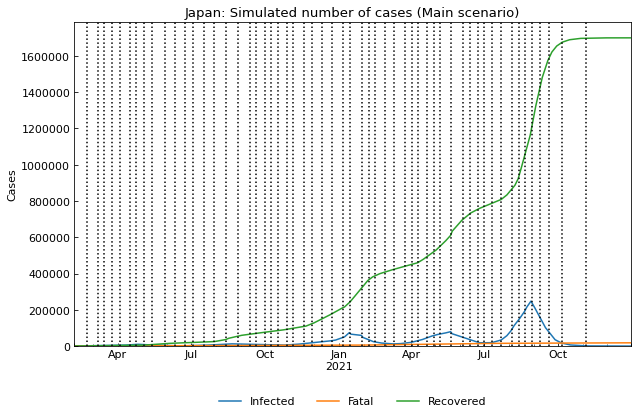 Japan: Simulated number of cases (Main scenario)
1600000
1400000
1200000
1000000
800000
600000
400000
200000
0
Cases
Apr Jul Oct Jan Apr Jul Oct
2021
Infected Fatal Recovered